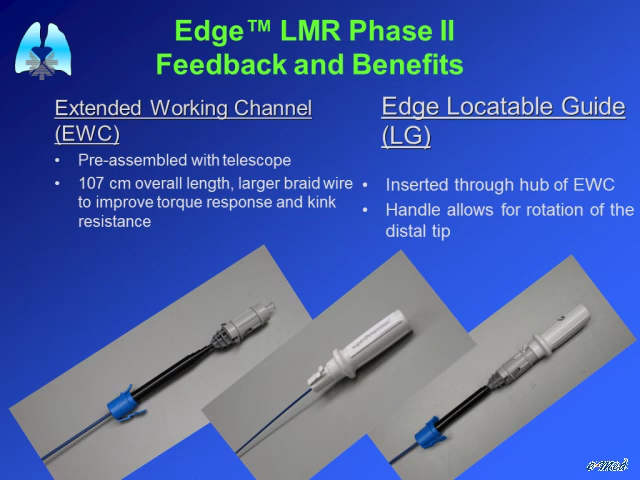 Edge™ LMR Phase II
Feedback and Benefits
Extended Working Channel
(EWC)
• Pre-assembled with telescope
• 107 cm overall length, larger braid wire
to improve torque response and kink
resistance
Edge Locatable Guide
(LG)
• Inserted through hub of EWC
• Handle allows for rotation of the
distal tip
superDimension